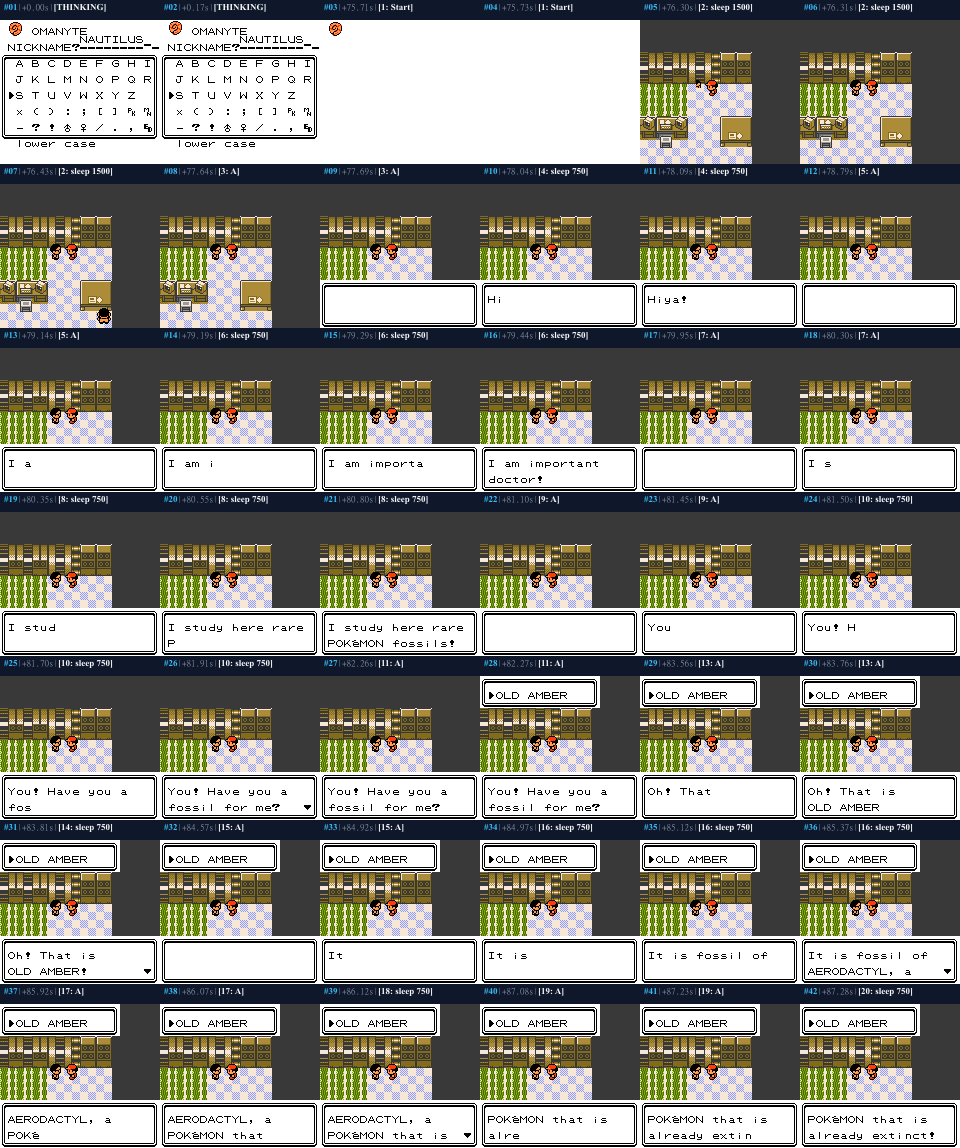 #01|+0.00s|[THINKING]
OMANYTE
NAUTILUS
NICKNAME?
A B C D E F G H I
J K L M N O P Q R
S T U V W X Y Z
× ( ) : ; [ ] PK MN
- ? ! ♂ ♀ / . , ED
lower case
#02|+0.17s|[THINKING]
OMANYTE
NAUTILUS
NICKNAME?
A B C D E F G H I
J K L M N O P Q R
S T U V W X Y Z
× ( ) : ; [ ] PK MN
- ? ! ♂ ♀ / . , ED
lower case
#03|+75.71s|[1: Start]
#04|+75.73s|[1: Start]
#05|+76.30s|[2: sleep 1500]
#06|+76.31s|[2: sleep 1500]
#07|+76.43s|[2: sleep 1500]
#08|+77.64s|[3: A]
#09|+77.69s|[3: A]
#10|+78.04s|[4: sleep 750]
Hi
#11|+78.09s|[4: sleep 750]
Hiya!
#12|+78.79s|[5: A]
#13|+79.14s|[5: A]
I a
#14|+79.19s|[6: sleep 750]
I am i
#15|+79.29s|[6: sleep 750]
I am importa
#16|+79.44s|[6: sleep 750]
I am important
doctor!
#17|+79.95s|[7: A]
#18|+80.30s|[7: A]
I s
#19|+80.35s|[8: sleep 750]
I stud
#20|+80.55s|[8: sleep 750]
I study here rare
P
#21|+80.80s|[8: sleep 750]
I study here rare
POKéMON fossils!
#22|+81.10s|[9: A]
#23|+81.45s|[9: A]
You
#24|+81.50s|[10: sleep 750]
You! H
#25|+81.70s|[10: sleep 750]
You! Have you a
fos
#26|+81.91s|[10: sleep 750]
You! Have you a
fossil for me?
#27|+82.26s|[11: A]
You! Have you a
fossil for me?
#28|+82.27s|[11: A]
OLD AMBER
You! Have you a
fossil for me?
#29|+83.56s|[13: A]
OLD AMBER
Oh! That
#30|+83.76s|[13: A]
OLD AMBER
Oh! That is
OLD AMBER
#31|+83.81s|[14: sleep 750]
OLD AMBER
Oh! That is
OLD AMBER!
#32|+84.57s|[15: A]
OLD AMBER
#33|+84.92s|[15: A]
OLD AMBER
It
#34|+84.97s|[16: sleep 750]
OLD AMBER
It is
#35|+85.12s|[16: sleep 750]
OLD AMBER
It is fossil of
#36|+85.37s|[16: sleep 750]
OLD AMBER
It is fossil of
AERODACTYL, a
#37|+85.92s|[17: A]
OLD AMBER
AERODACTYL, a
POKé
#38|+86.07s|[17: A]
OLD AMBER
AERODACTYL, a
POKéMON that
#39|+86.12s|[18: sleep 750]
OLD AMBER
AERODACTYL, a
POKéMON that is
#40|+87.08s|[19: A]
OLD AMBER
POKéMON that is
alre
#41|+87.23s|[19: A]
OLD AMBER
POKéMON that is
already extin
#42|+87.28s|[20: sleep 750]
OLD AMBER
POKéMON that is
already extinct!